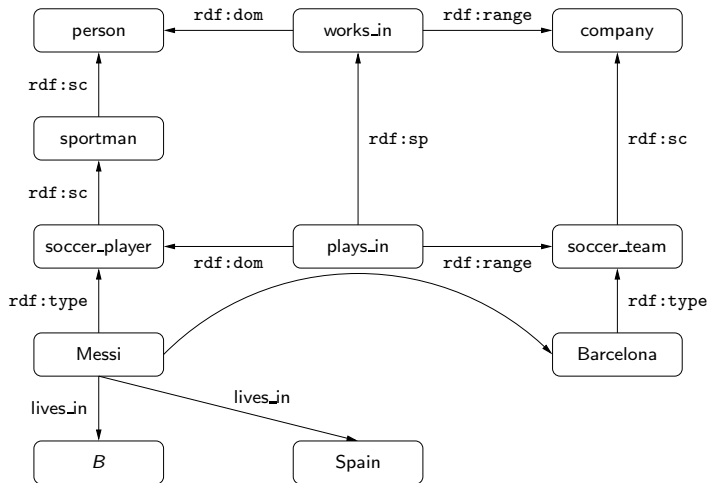 rdf:dom
rdf:range
person
works_in
company
rdf:sc
sportman
rdf:sp
rdf:sc
rdf:sc
soccer_player
plays_in
soccer_team
rdf:dom
rdf:range
rdf:type
rdf:type
Messi
Barcelona
lives_in
lives_in
B
Spain